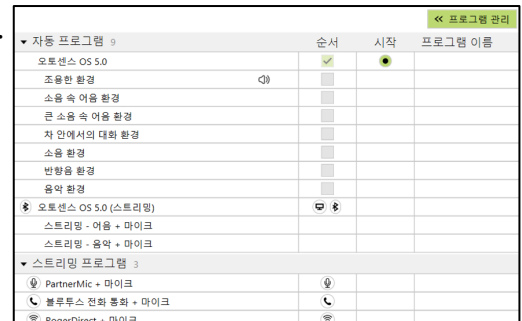 « 프로그램 관리
▾ 자동 프로그램 9 순서 시작 프로그램 이름
오토센스 OS 5.0
조용한 환경
소음 속 어음 환경
큰 소음 속 어음 환경
차 안에서의 대화 환경
소음 환경
반향음 환경
음악 환경
오토센스 OS 5.0 (스트리밍)
스트리밍 - 어음 + 마이크
스트리밍 - 음악 + 마이크
▾ 스트리밍 프로그램 3
PartnerMic + 마이크
블루투스 전화 통화 + 마이크
RogerDirect + 마이크